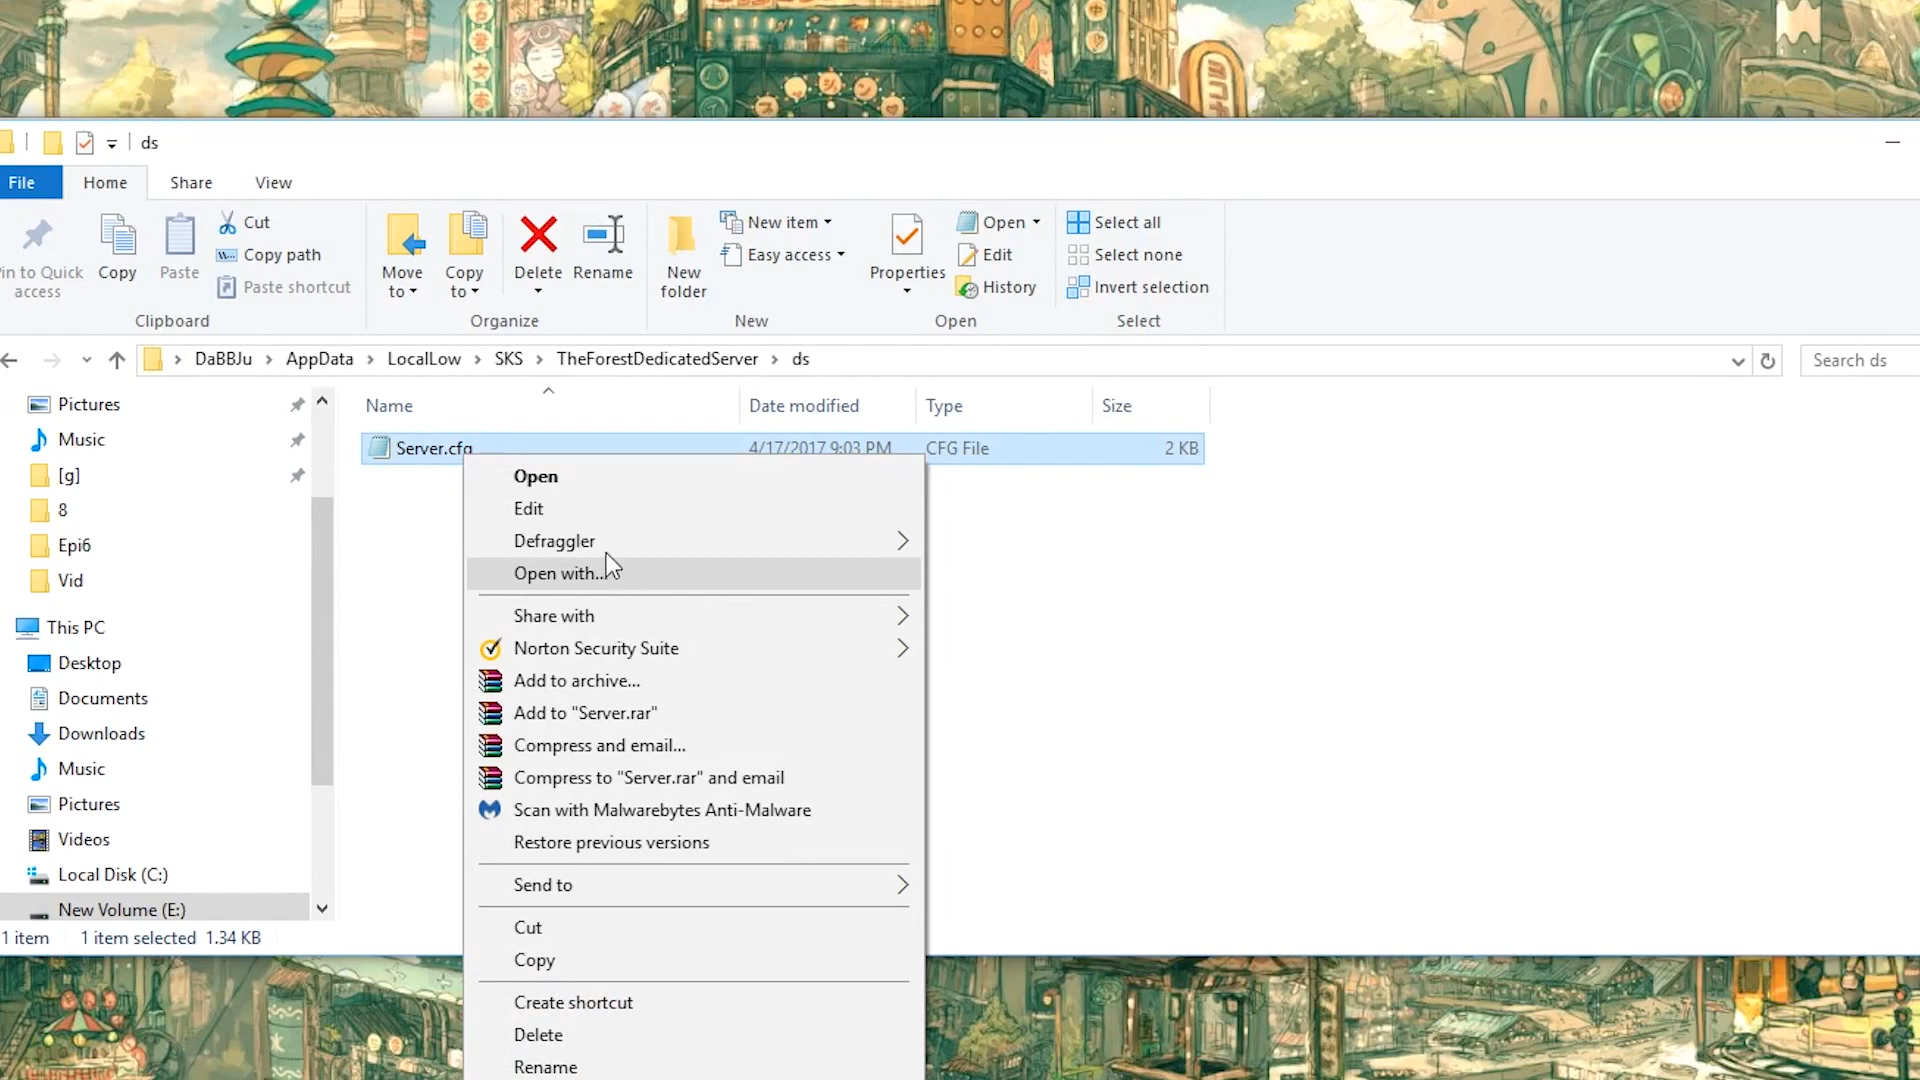 ds
File
Home
Share
View
in to Quick
access
Copy
Paste
Cut
Copy path
Paste shortcut
Clipboard
Move
to
Copy
to
Delete
Rename
Organize
New
folder
New item
Easy access
New
Properties
Open
Edit
History
Open
Select all
Select none
Invert selection
Select
DaBBJu
AppData
LocalLow
SKS
TheForestDedicatedServer
ds
Search ds
Name
Date modified
Type
Size
Server.cfg
4/17/2017 9:03 PM
CFG File
2 KB
Pictures
Music
[g]
8
Epi6
Vid
This PC
Desktop
Documents
Downloads
Music
Pictures
Videos
Local Disk (C:)
New Volume (E:)
1 item
1 item selected 1.34 KB
Open
Edit
Defraggler
Open with...
Share with
Norton Security Suite
Add to archive...
Add to "Server.rar"
Compress and email...
Compress to "Server.rar" and email
Scan with Malwarebytes Anti-Malware
Restore previous versions
Send to
Cut
Copy
Create shortcut
Delete
Rename